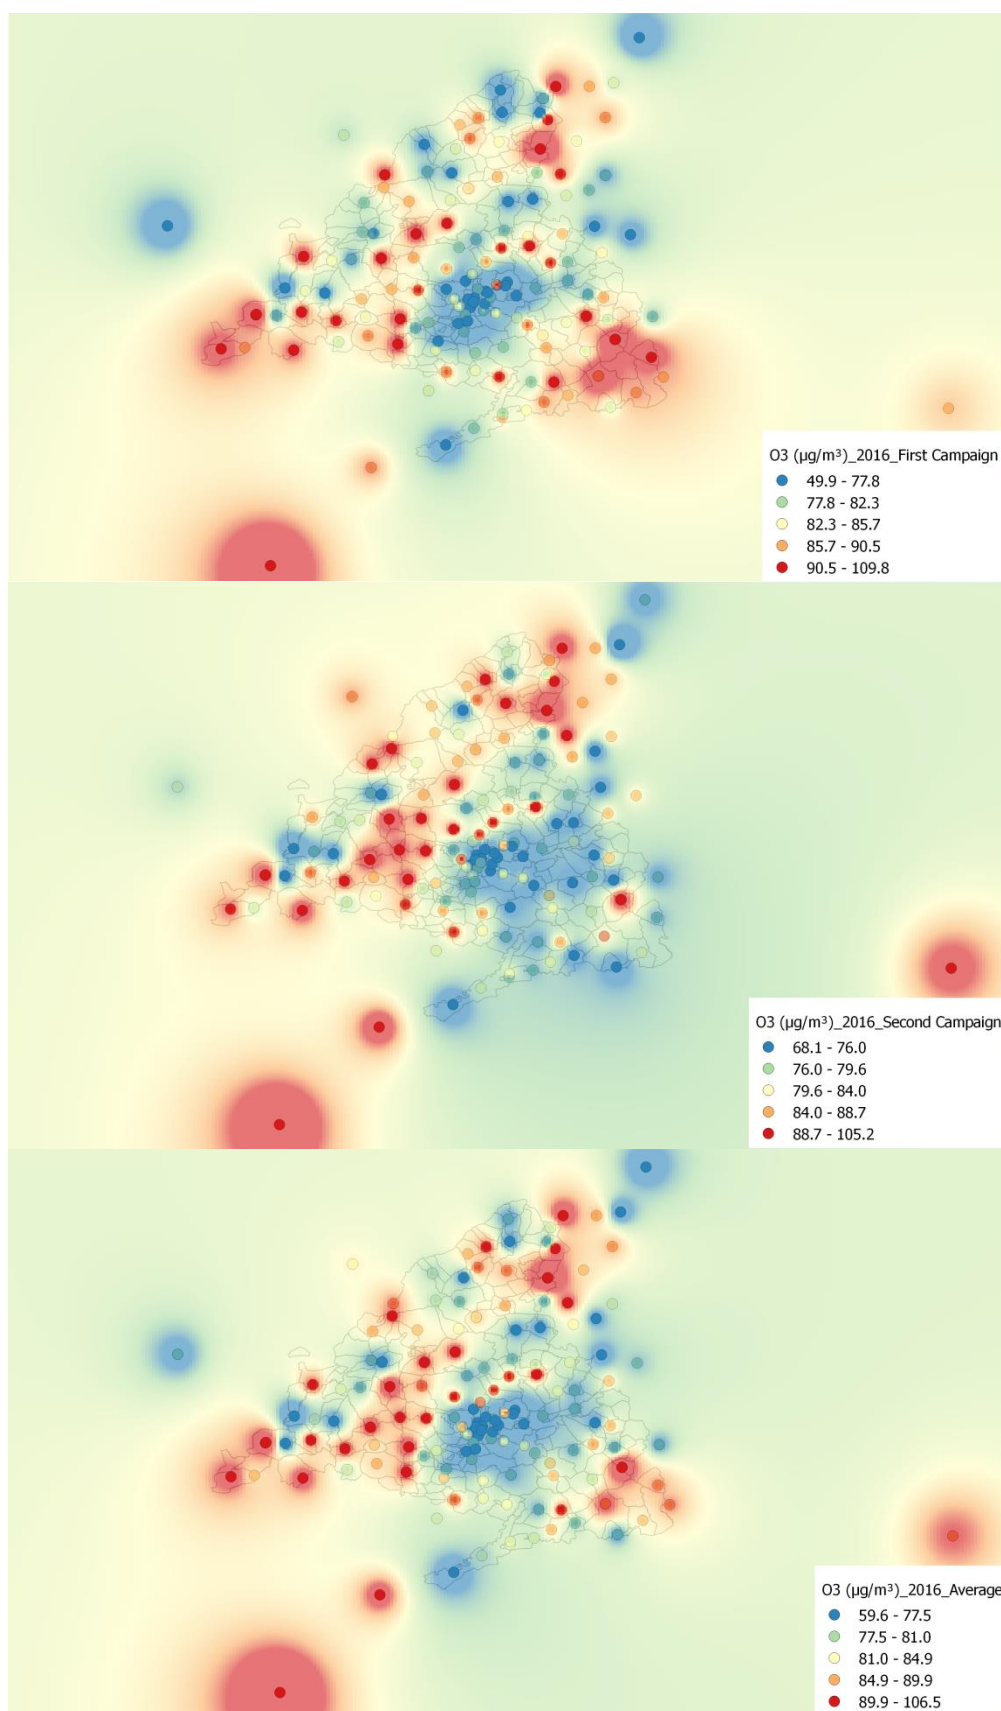 O3 (µg/m³)_2016_First Campaign
49.9 - 77.8
77.8 - 82.3
82.3 - 85.7
85.7 - 90.5
90.5 - 109.8
O3 (µg/m³)_2016_Second Campaign
68.1 - 76.0
76.0 - 79.6
79.6 - 84.0
84.0 - 88.7
88.7 - 105.2
O3 (µg/m³)_2016_Average
59.6 - 77.5
77.5 - 81.0
81.0 - 84.9
84.9 - 89.9
89.9 - 106.5